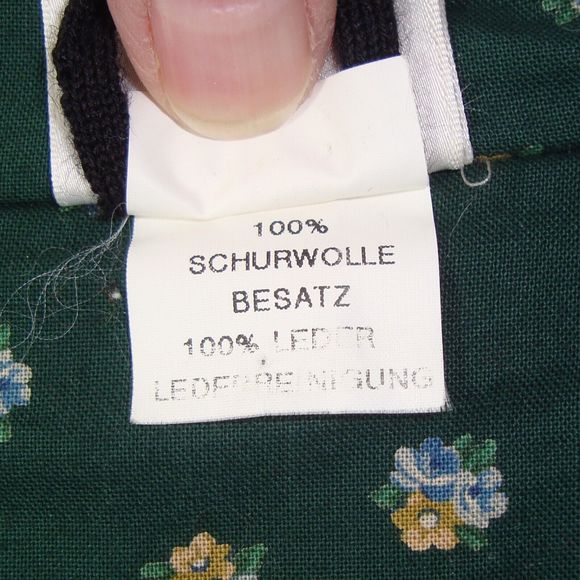 100%
SCHURWOLLE
BESATZ
100% LEDER
LEDERREINIGUNG